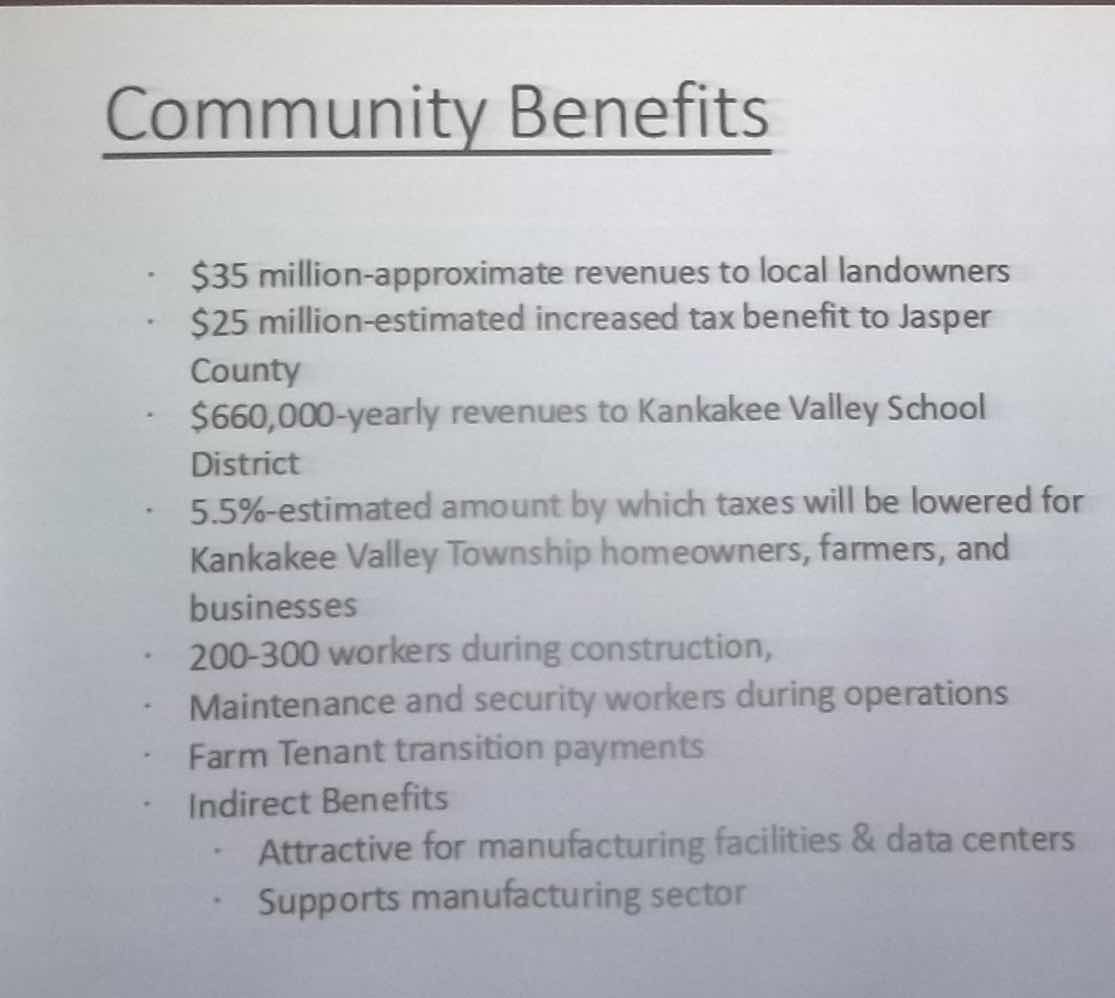 Community Benefits
· $35 million-approximate revenues to local landowners
· $25 million-estimated increased tax benefit to Jasper
County
· $660,000-yearly revenues to Kankakee Valley School
District
· 5.5%-estimated amount by which taxes will be lowered for
Kankakee Valley Township homeowners, farmers, and
businesses
· 200-300 workers during construction,
· Maintenance and security workers during operations
· Farm Tenant transition payments
· Indirect Benefits
· Attractive for manufacturing facilities & data centers
· Supports manufacturing sector